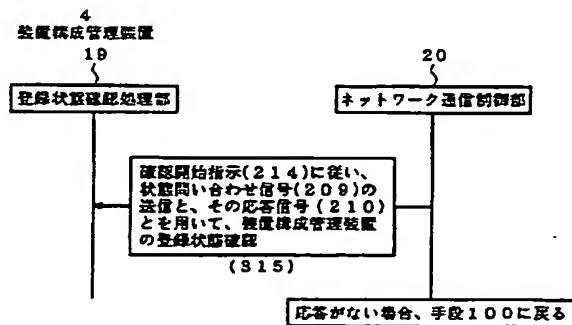 4
装置構成管理装置
19
20
登録状態確認処理部
ネットワーク通信制御部
確認開始指示(214)に従い、
状態問い合わせ信号(209)の
送信と、その応答信号(210)
とを用いて、装置構成管理装置
の登録状態確認
(315)
応答がない場合、手段100に戻る